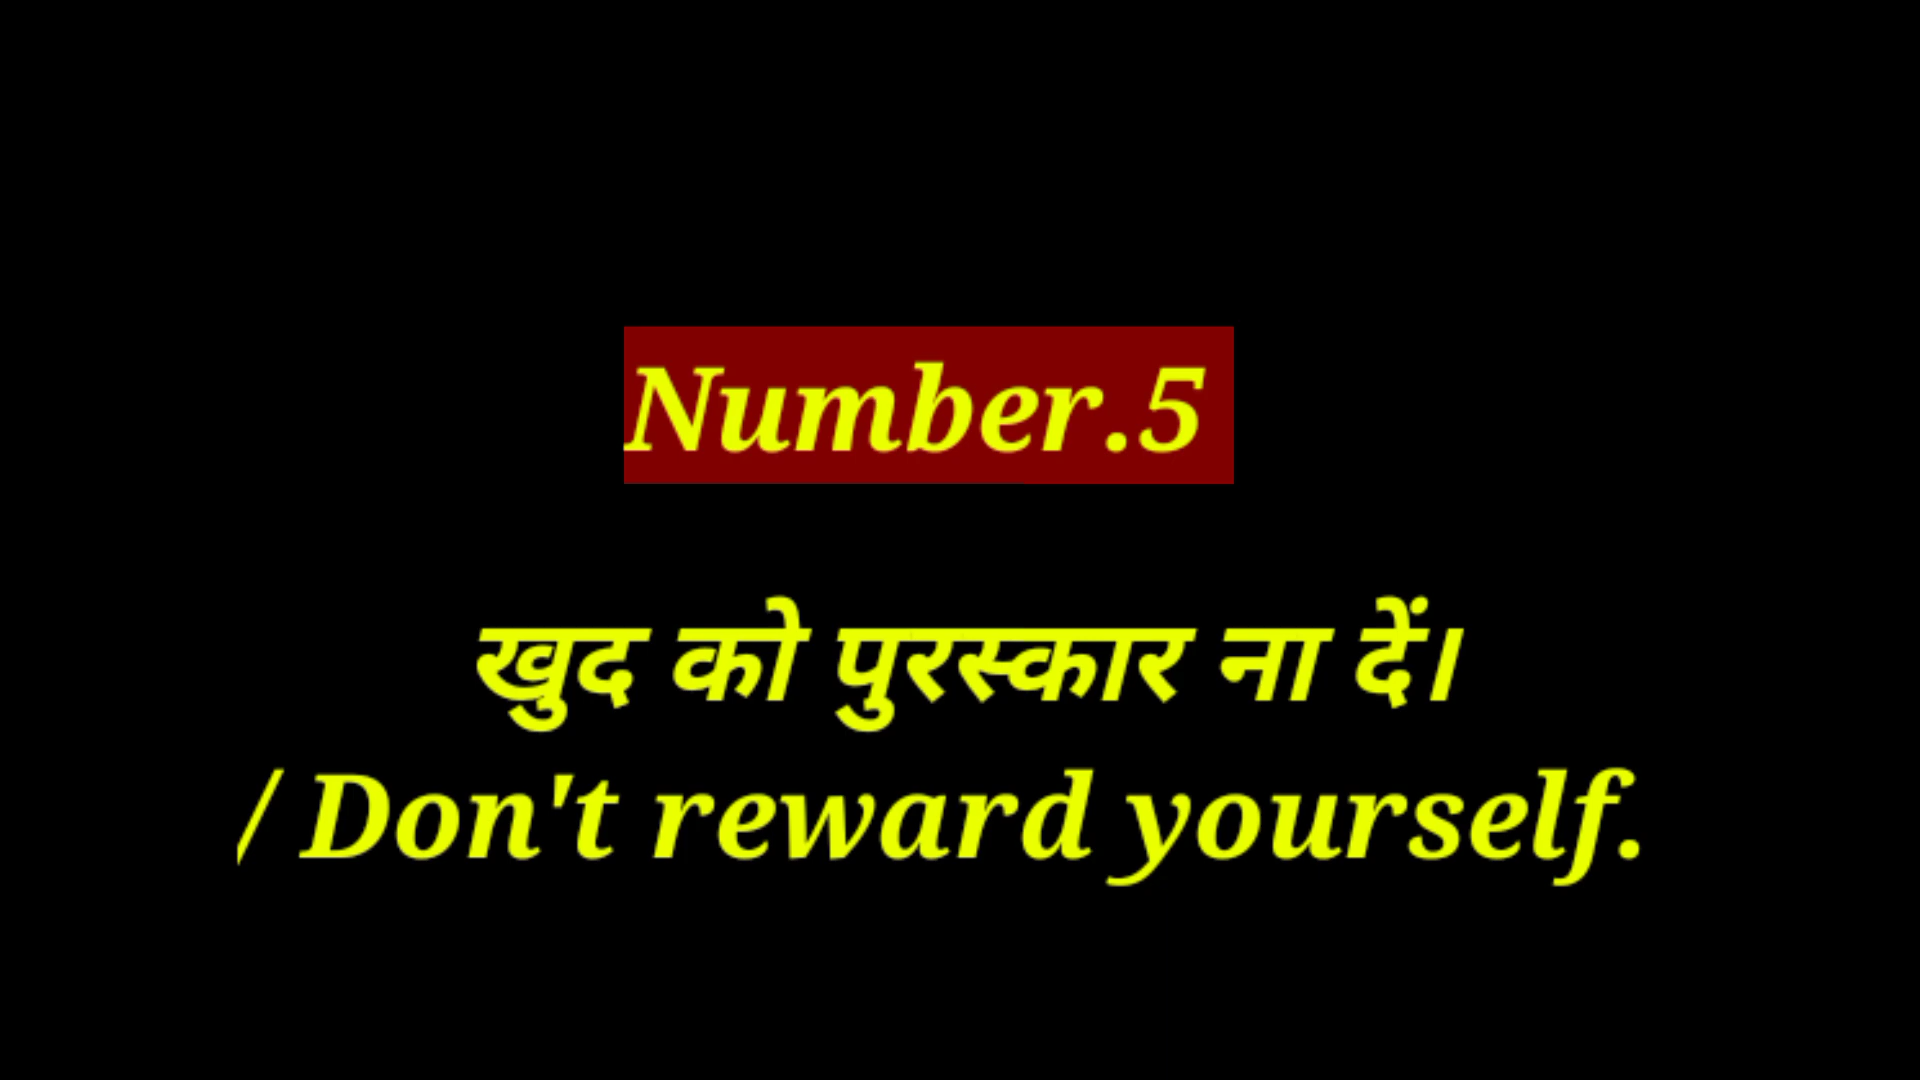 Number.5
खुद को पुरस्कार ना दें।
/ Don't reward yourself.